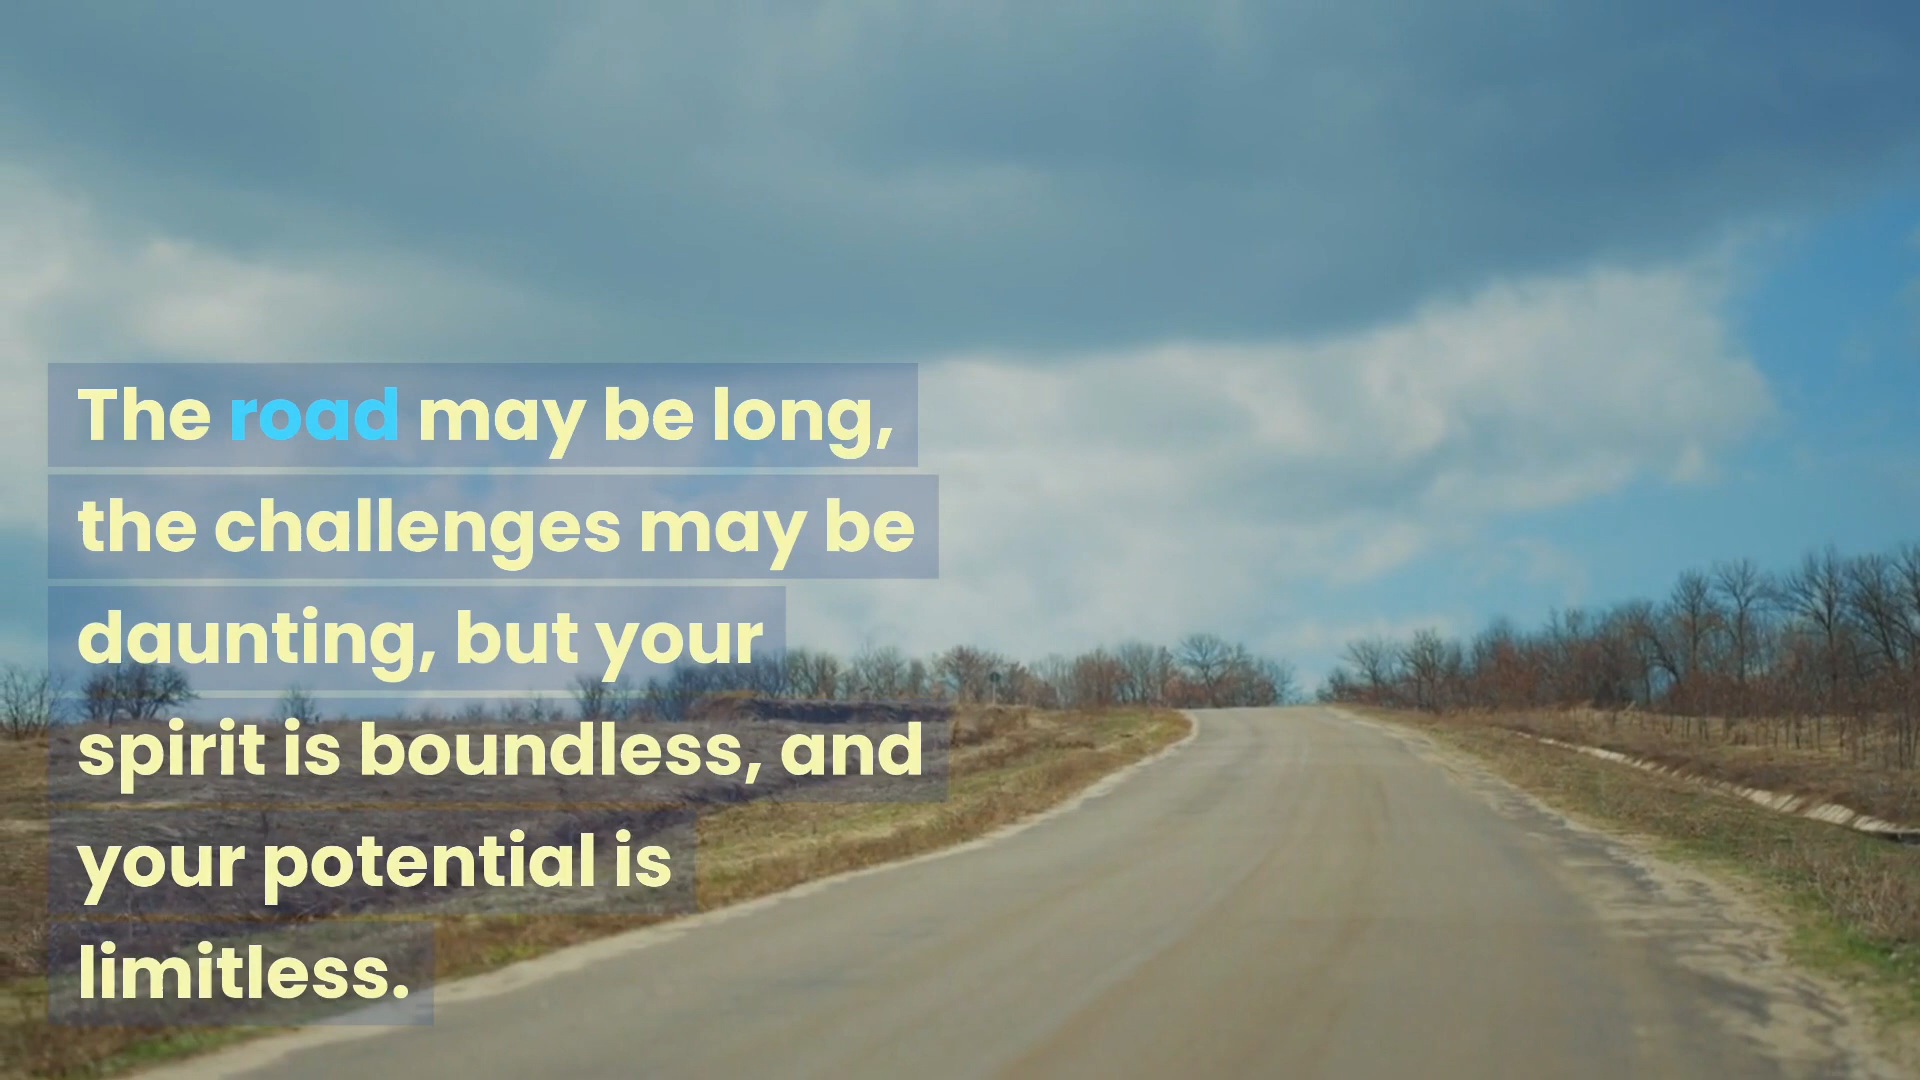 The road may be long,
the challenges may be
daunting, but your
spirit is boundless, and
your potential is
limitless.